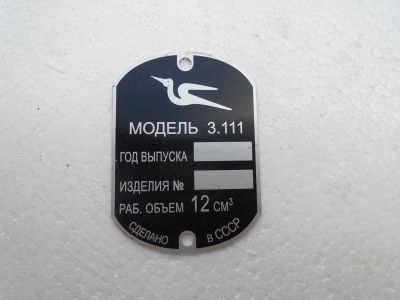 МОДЕЛЬ 3.111
ГОД ВЫПУСКА
ИЗДЕЛИЯ №
РАБ. ОБЪЕМ 12 СМ³
СДЕЛАНО В СССР